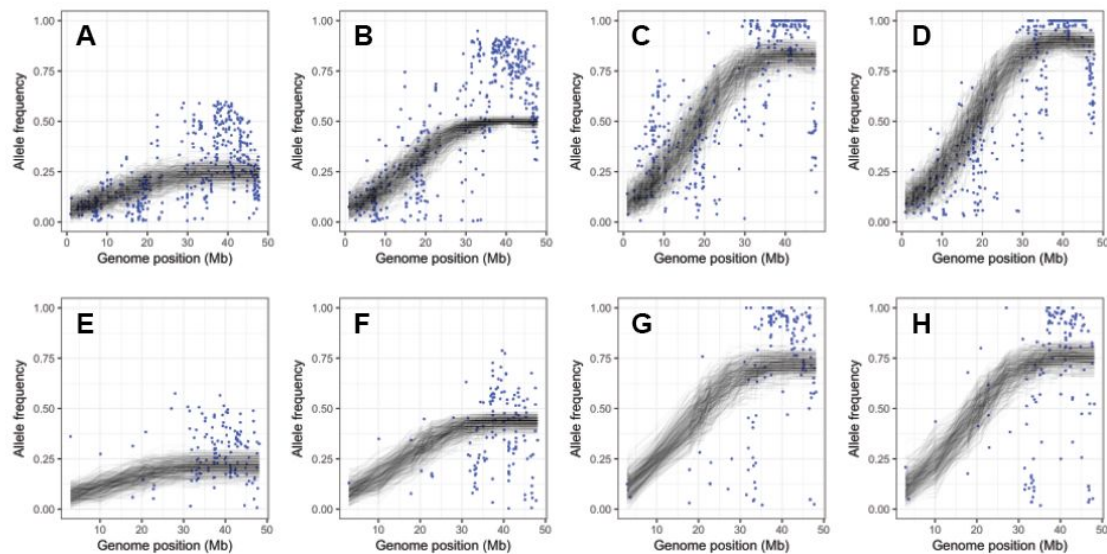 A B C D
Allele frequency Allele frequency Allele frequency Allele frequency
1.00 1.00 1.00 1.00
0.75 0.75 0.75 0.75
0.50 0.50 0.50 0.50
0.25 0.25 0.25 0.25
0.00 0.00 0.00 0.00
0 10 20 30 40 50 0 10 20 30 40 50 0 10 20 30 40 50 0 10 20 30 40 50
Genome position (Mb) Genome position (Mb) Genome position (Mb) Genome position (Mb)
E F G H
Allele frequency Allele frequency Allele frequency Allele frequency
1.00 1.00 1.00 1.00
0.75 0.75 0.75 0.75
0.50 0.50 0.50 0.50
0.25 0.25 0.25 0.25
0.00 0.00 0.00 0.00
10 20 30 40 50 10 20 30 40 50 10 20 30 40 50 10 20 30 40 50
Genome position (Mb) Genome position (Mb) Genome position (Mb) Genome position (Mb)